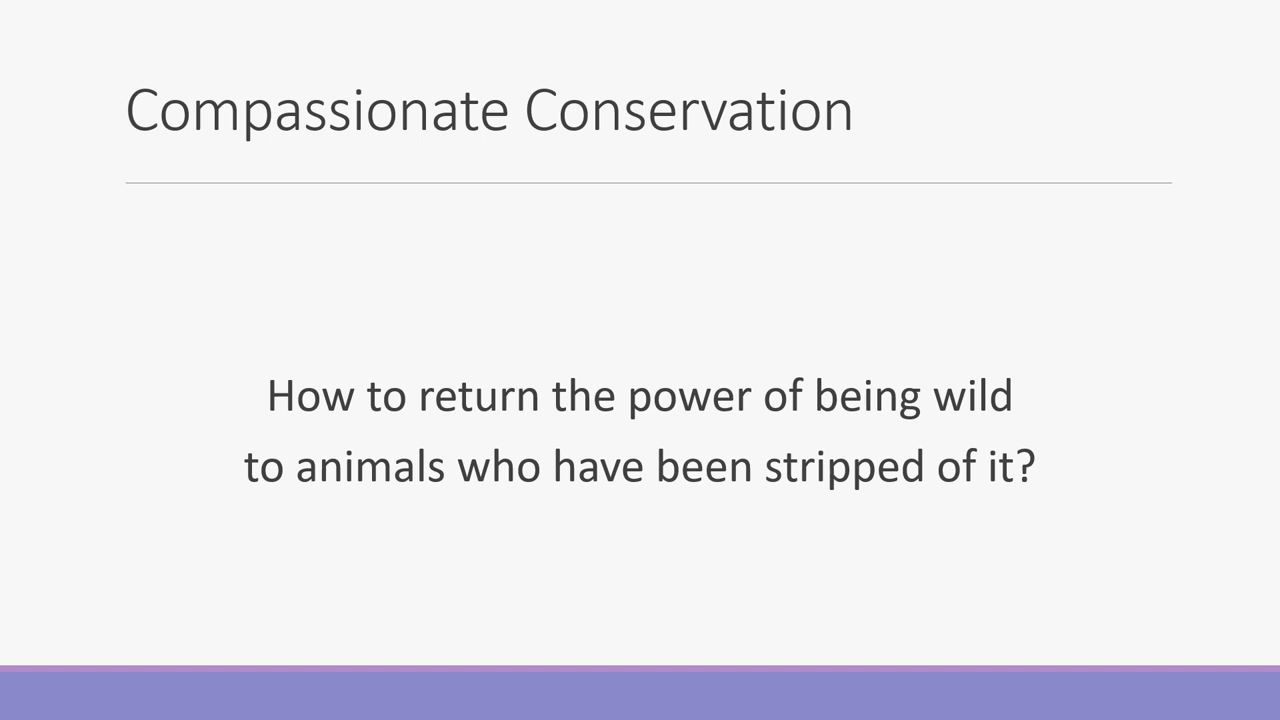 Compassionate Conservation
How to return the power of being wild
to animals who have been stripped of it?